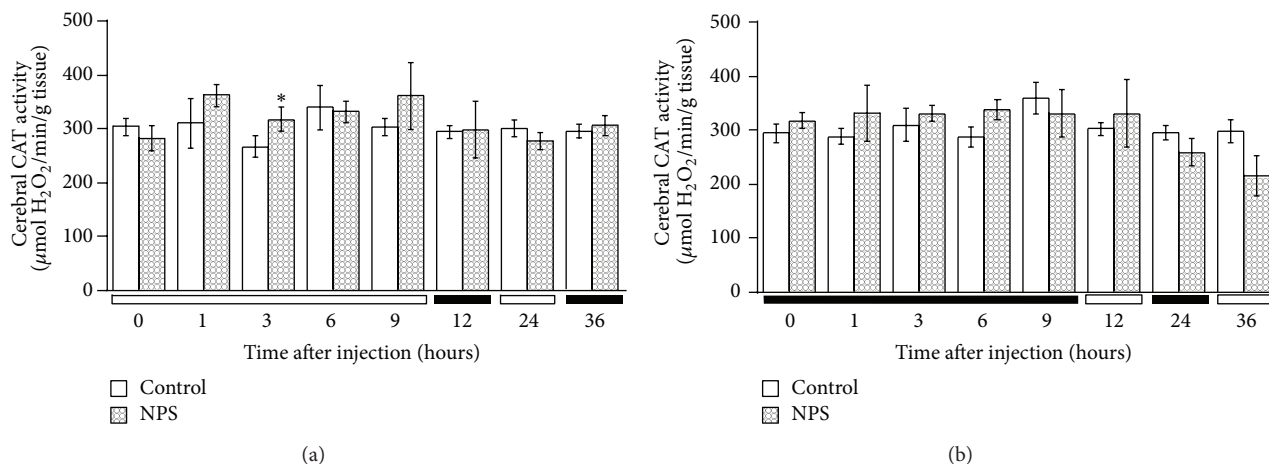 Cerebral CAT activity
(μmol H₂O₂/min/g tissue)
500
400
300
200
100
0
*
0 1 3 6 9 12 24 36
Time after injection (hours)
Control
NPS
(a)
Cerebral CAT activity
(μmol H₂O₂/min/g tissue)
500
400
300
200
100
0
0 1 3 6 9 12 24 36
Time after injection (hours)
Control
NPS
(b)